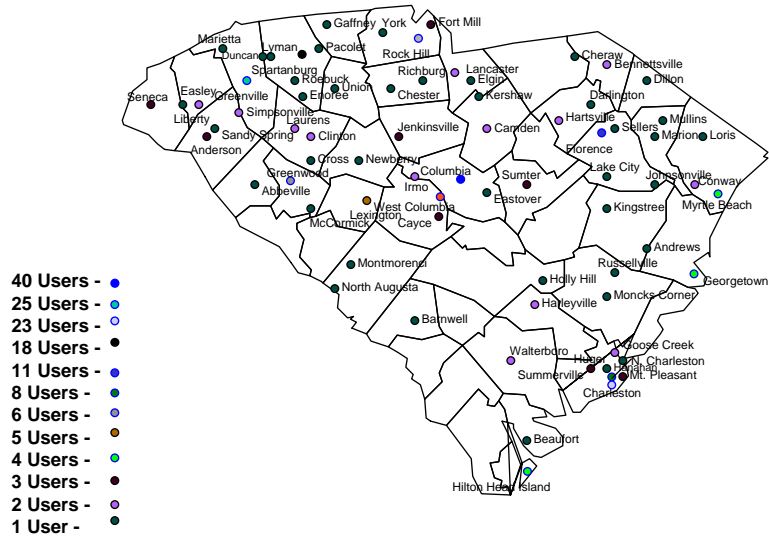 Gaffney York Fort Mill
Marietta
Duncan Lyman Pacolet
Rock Hill
Cheraw
Bennettsville
Spartanburg
Roebuck
Union
Richburg
Lancaster
Elgin
Dillon
Seneca
Easley
Greenville
Enoree
Chester
Kershaw
Darlington
Liberty
Simpsonville
Sandy Spring
Laurens
Clinton
Jenkinsville
Camden
Hartsville
Sellers
Mullins
Marion
Loris
Anderson
Florence
Cross
Newberry
Greenwood
Abbeville
Columbia
Irmo
Sumter
Lake City
Johnsonville
Conway
Eastover
McCormick
West Columbia
Lexington
Cayce
Kingstree
Myrtle Beach
Andrews
Montmorenci
Russellville
Holly Hill
Georgetown
North Augusta
Moncks Corner
Harleyville
Barnwell
Goose Creek
Walterboro
Huger
N. Charleston
Hanahan
Summerville
Mt. Pleasant
Charleston
Beaufort
Hilton Head Island
40 Users -
25 Users -
23 Users -
18 Users -
11 Users -
8 Users -
6 Users -
5 Users -
4 Users -
3 Users -
2 Users -
1 User -